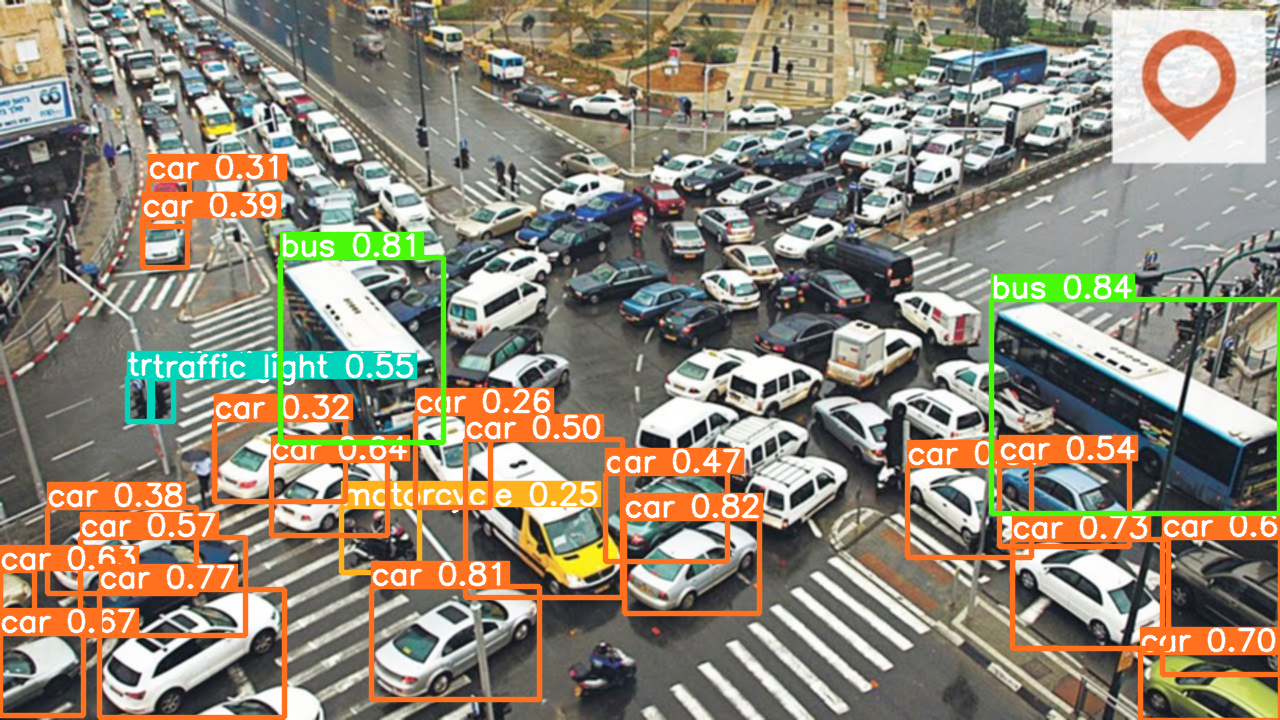 car 0.31
car 0.39
bus 0.81
bus 0.84
traffic light 0.55
car 0.32
car 0.26
car 0.50
car 0.64
car 0.47
car 0.54
motorcycle 0.25
car 0.38
car 0.82
car 0.57
car 0.73
car 0.63
car 0.77
car 0.81
car 0.67
car 0.70